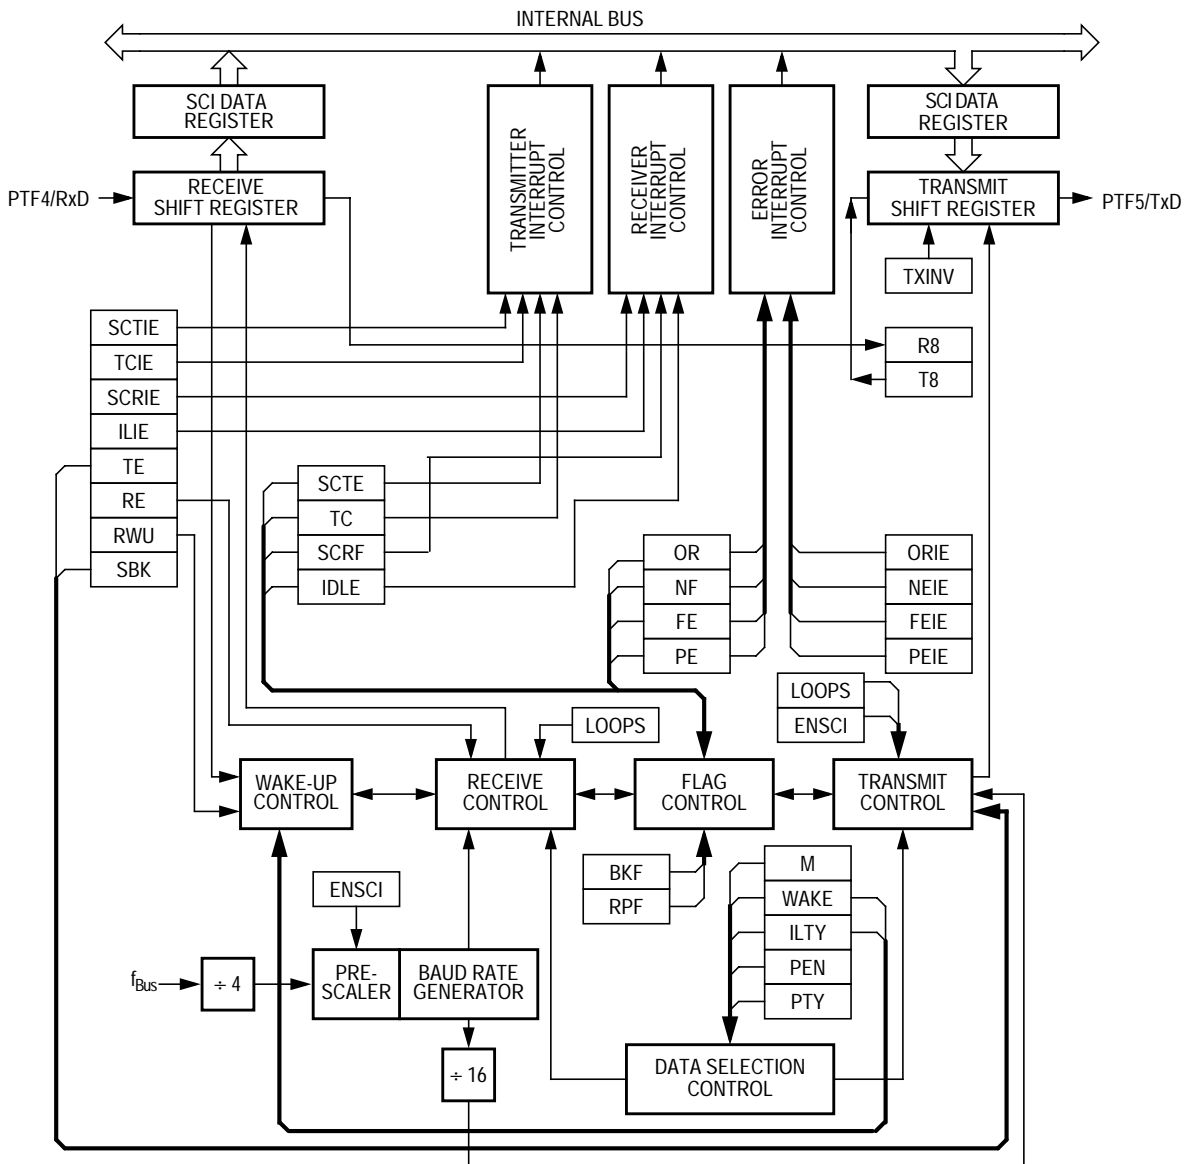 INTERNAL BUS
SCI DATA
REGISTER
TRANSMITTER
INTERRUPT
CONTROL
RECEIVER
INTERRUPT
CONTROL
ERROR
INTERRUPT
CONTROL
SCI DATA
REGISTER
PTF4/RxD
RECEIVE
SHIFT REGISTER
TRANSMIT
SHIFT REGISTER
PTF5/TxD
TXINV
SCTIE
TCIE
SCRIE
ILIE
TE
RE
RWU
SBK
R8
T8
SCTE
TC
SCRF
IDLE
OR
NF
FE
PE
ORIE
NEIE
FEIE
PEIE
LOOPS
ENSCI
LOOPS
WAKE-UP
CONTROL
RECEIVE
CONTROL
FLAG
CONTROL
TRANSMIT
CONTROL
BKF
RPF
M
WAKE
ILTY
PEN
PTY
ENSCI
fBus
÷ 4
PRE-
SCALER
BAUD RATE
GENERATOR
÷ 16
DATA SELECTION
CONTROL